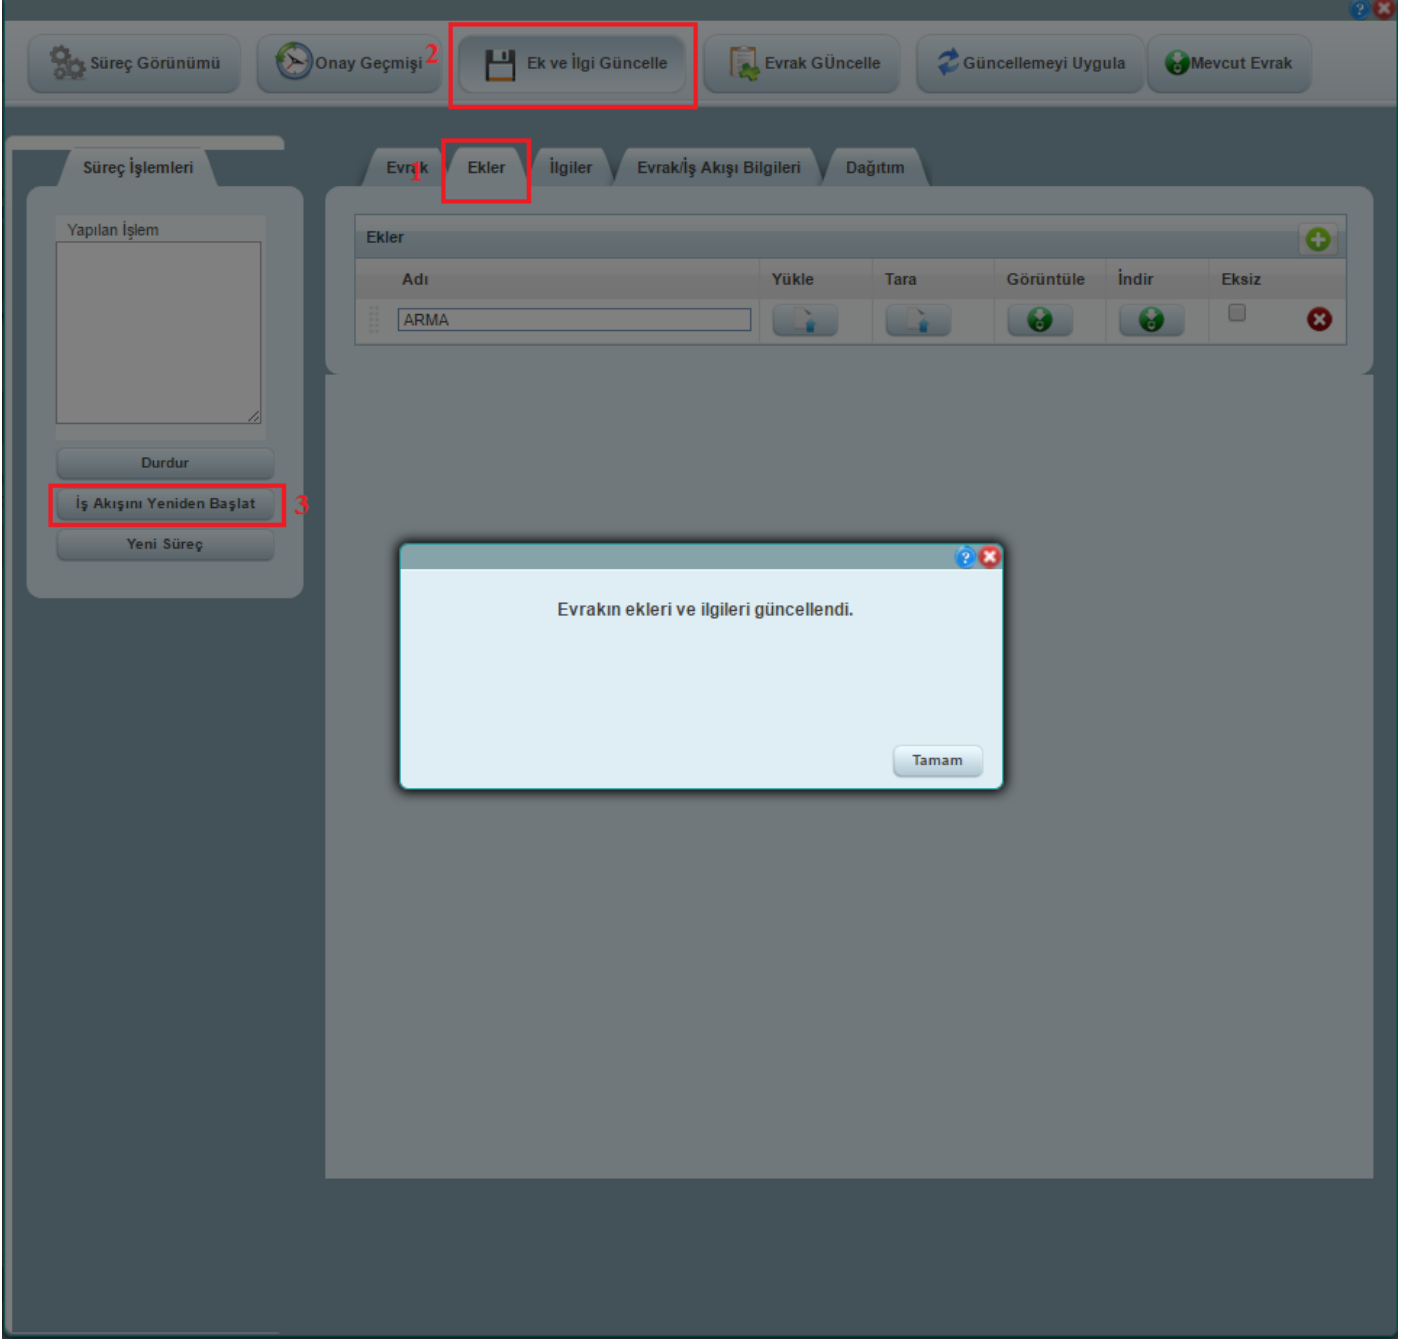 Süreç Görünümü
Onay Geçmişi
2
Ek ve İlgi Güncelle
Evrak GÜncelle
Güncellemeyi Uygula
Mevcut Evrak
Süreç İşlemleri
Evrak
1
Ekler
İlgiler
Evrak/İş Akışı Bilgileri
Dağıtım
Yapılan İşlem
Ekler
Adı
Yükle
Tara
Görüntüle
İndir
Eksiz
ARMA
Durdur
İş Akışını Yeniden Başlat
3
Yeni Süreç
Evrakın ekleri ve ilgileri güncellendi.
Tamam